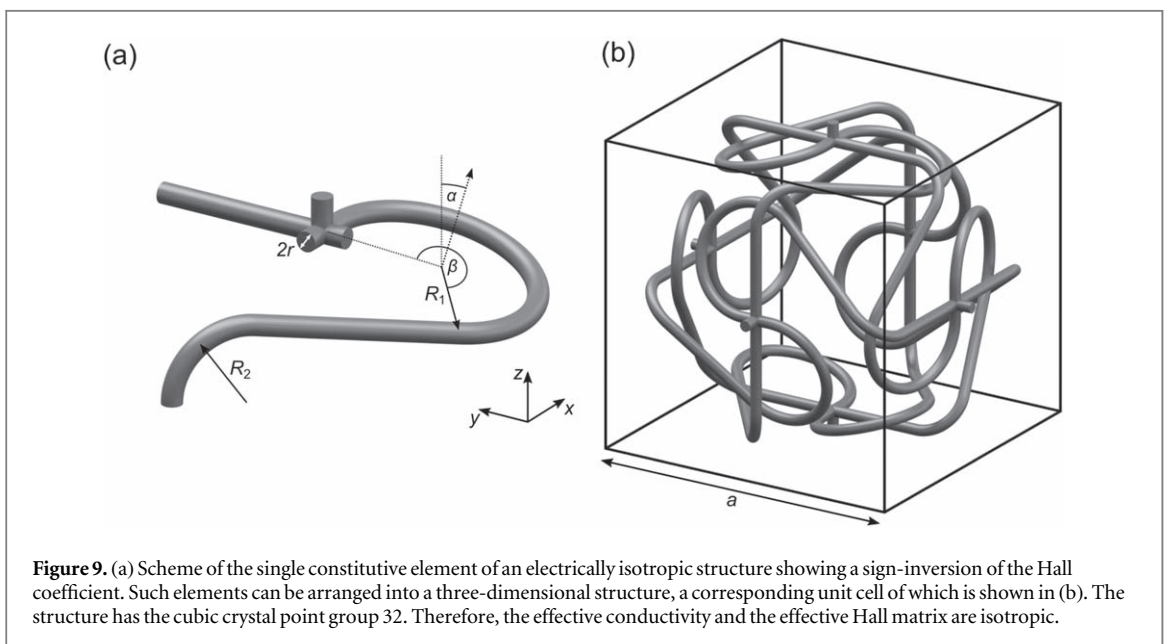 (a)
(b)
α
β
2r
R1
R2
z
y
x
a
Figure 9. (a) Scheme of the single constitutive element of an electrically isotropic structure showing a sign-inversion of the Hall
coefficient. Such elements can be arranged into a three-dimensional structure, a corresponding unit cell of which is shown in (b). The
structure has the cubic crystal point group 32. Therefore, the effective conductivity and the effective Hall matrix are isotropic.